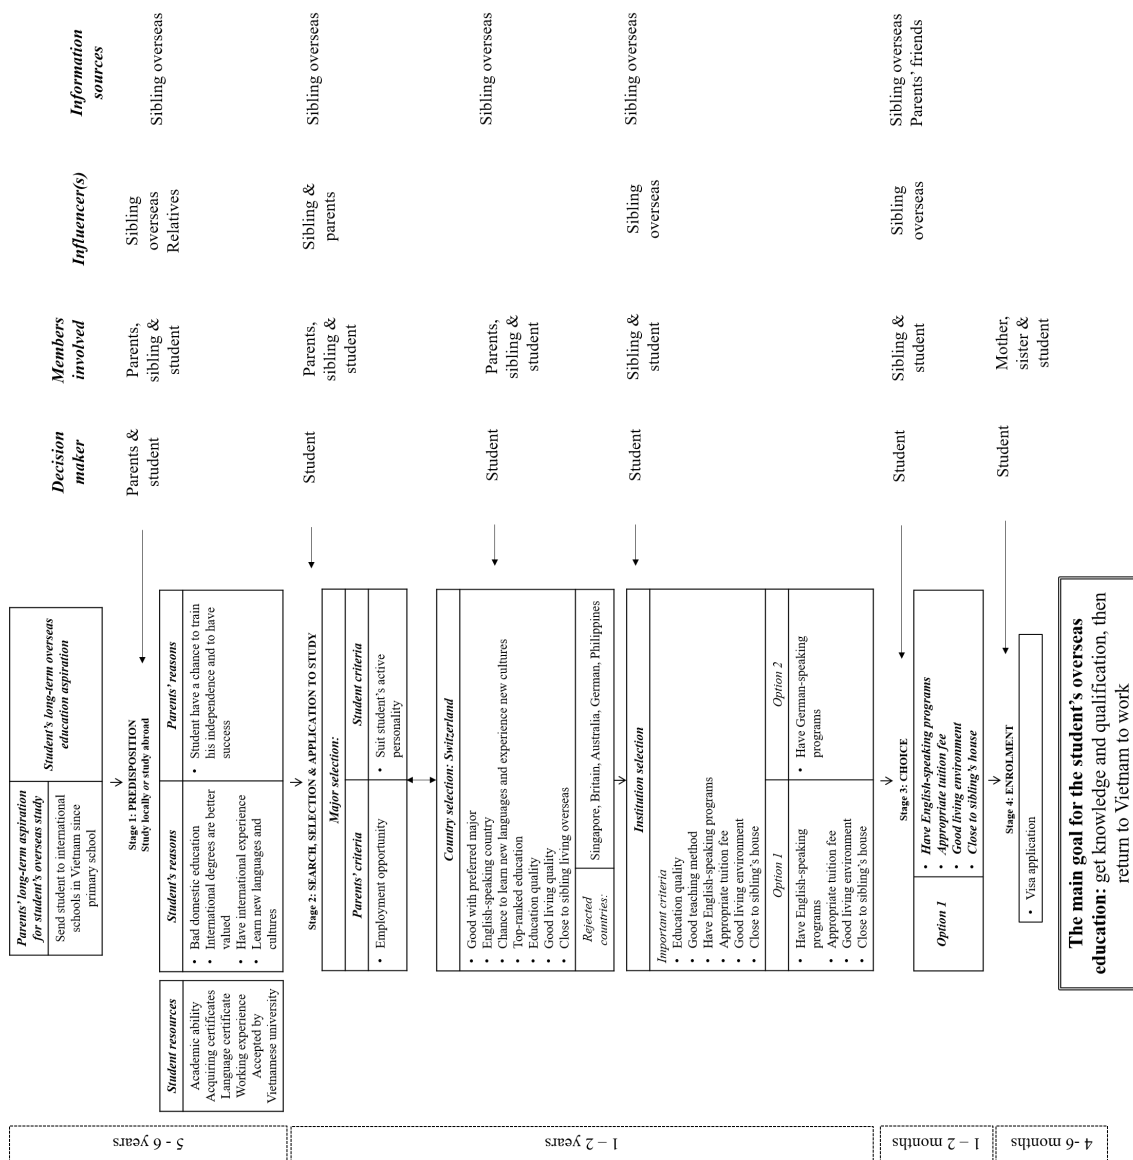 Decision
maker
Members
involved
Influencer(s)
Information
sources
Parents' long-term aspiration
for student's overseas study
Send student to international
schools in Vietnam since
primary school
Student's long-term overseas
education aspiration
Stage 1: PREDISPOSITION
Study locally or study abroad
Parents &
student
Parents,
sibling &
student
Sibling
overseas
Relatives
Sibling overseas
Student resources
Academic ability
Acquiring certificates
Language certificate
Working experience
Accepted by
Vietnamese university
Student's reasons
• Bad domestic education
• International degrees are better
valued
• Have international experience
• Learn new languages and
cultures
Parents' reasons
• Student have a chance to train
his independence and to have
success
5 - 6 years
Stage 2: SEARCH, SELECTION & APPLICATION TO STUDY
Student
Parents,
sibling &
student
Sibling &
parents
Sibling overseas
Major selection:
Parents' criteria
• Employment opportunity
Student criteria
• Suit student's active
personality
Country selection: Switzerland
• Good with preferred major
• English-speaking country
• Chance to learn new languages and experience new cultures
• Top-ranked education
• Education quality
• Good living quality
• Close to sibling living overseas
Rejected
countries:
Singapore, Britain, Australia, German, Philippines
Student
Parents,
sibling &
student
Sibling overseas
Institution selection
Important criteria
• Education quality
• Good teaching method
• Have English-speaking programs
• Appropriate tuition fee
• Good living environment
• Close to sibling's house
Option 1
• Have English-speaking
programs
• Appropriate tuition fee
• Good living environment
• Close to sibling's house
Option 2
• Have German-speaking
programs
Student
Sibling &
student
Sibling
overseas
Sibling overseas
1 – 2 years
Stage 3: CHOICE
Option 1
• Have English-speaking programs
• Appropriate tuition fee
• Good living environment
• Close to sibling's house
Student
Sibling &
student
Sibling
overseas
Sibling overseas
Parents' friends
1 – 2 months
Stage 4: ENROLMENT
• Visa application
Student
Mother,
sister &
student
4 -6 months
The main goal for the student's overseas
education: get knowledge and qualification, then
return to Vietnam to work